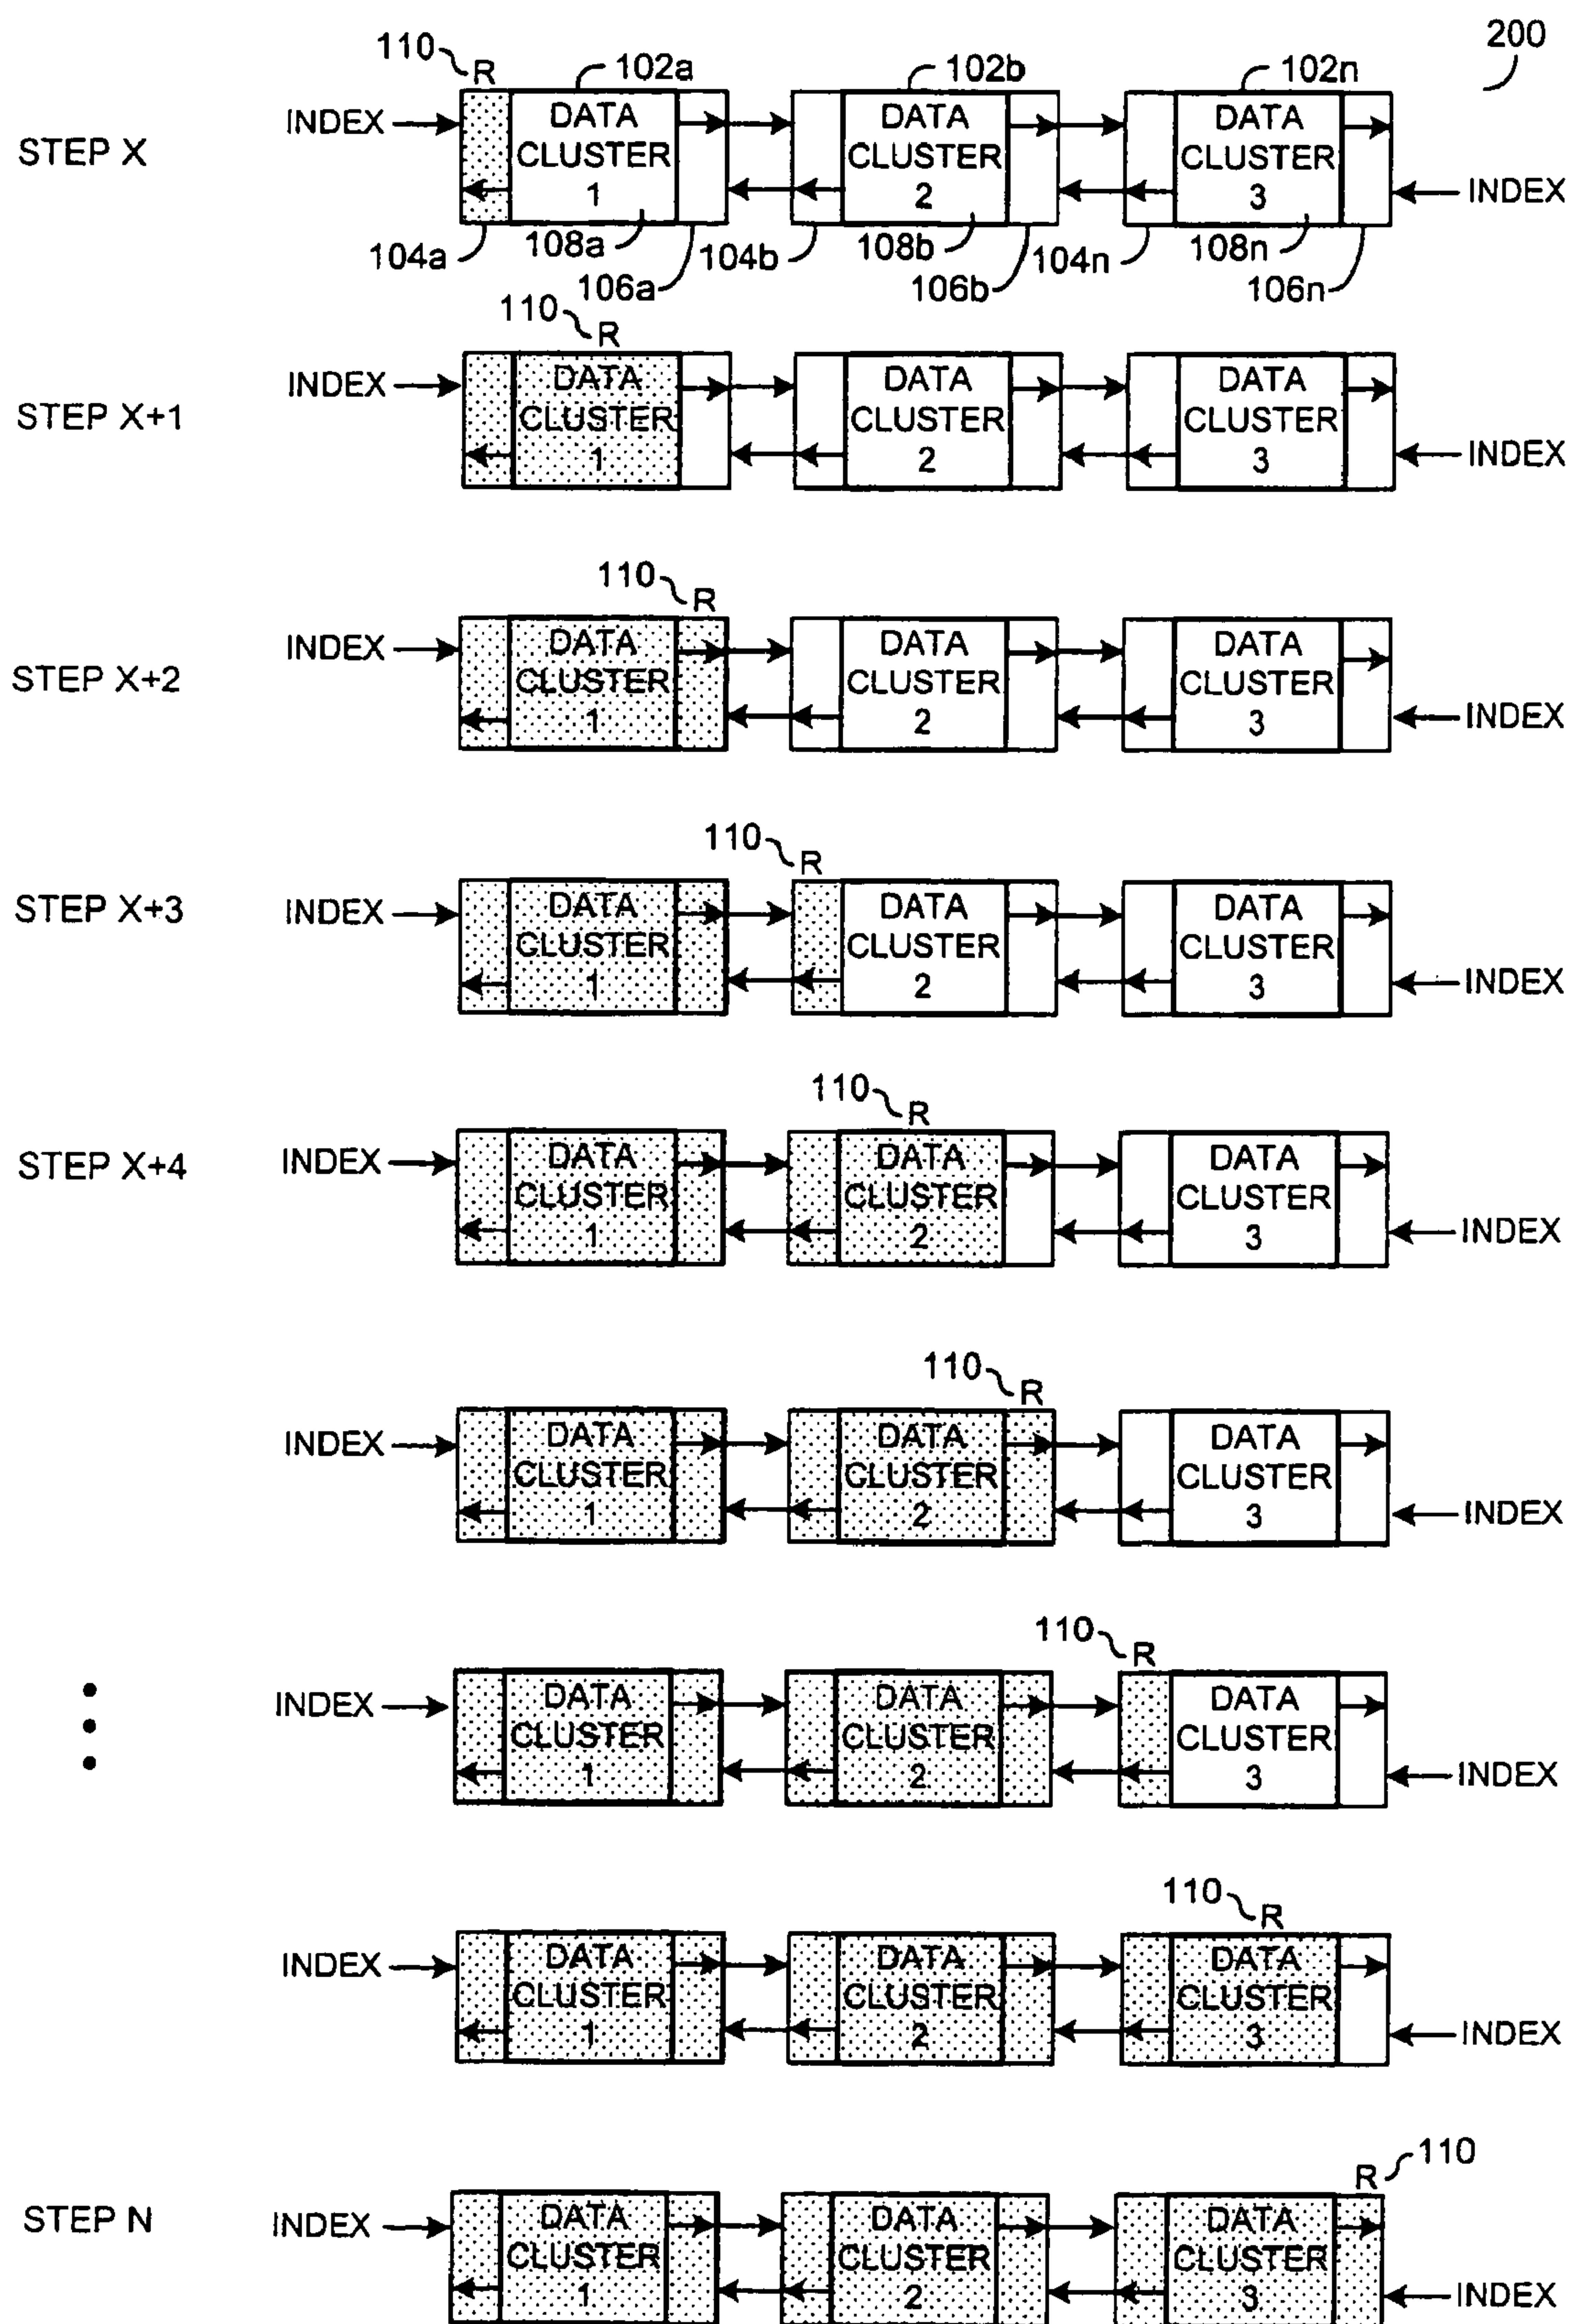 200
110 R 102a 102b 102n
STEP X INDEX DATA CLUSTER 1 DATA CLUSTER 2 DATA CLUSTER 3 INDEX
104a 108a 106a 104b 108b 106b 104n 108n 106n
110 R
STEP X+1 INDEX DATA CLUSTER 1 DATA CLUSTER 2 DATA CLUSTER 3 INDEX
110 R
STEP X+2 INDEX DATA CLUSTER 1 DATA CLUSTER 2 DATA CLUSTER 3 INDEX
110 R
STEP X+3 INDEX DATA CLUSTER 1 DATA CLUSTER 2 DATA CLUSTER 3 INDEX
110 R
STEP X+4 INDEX DATA CLUSTER 1 DATA CLUSTER 2 DATA CLUSTER 3 INDEX
110 R
INDEX DATA CLUSTER 1 DATA CLUSTER 2 DATA CLUSTER 3 INDEX
110 R
INDEX DATA CLUSTER 1 DATA CLUSTER 2 DATA CLUSTER 3 INDEX
110 R
INDEX DATA CLUSTER 1 DATA CLUSTER 2 DATA CLUSTER 3 INDEX
R 110
STEP N INDEX DATA CLUSTER 1 DATA CLUSTER 2 DATA CLUSTER 3 INDEX